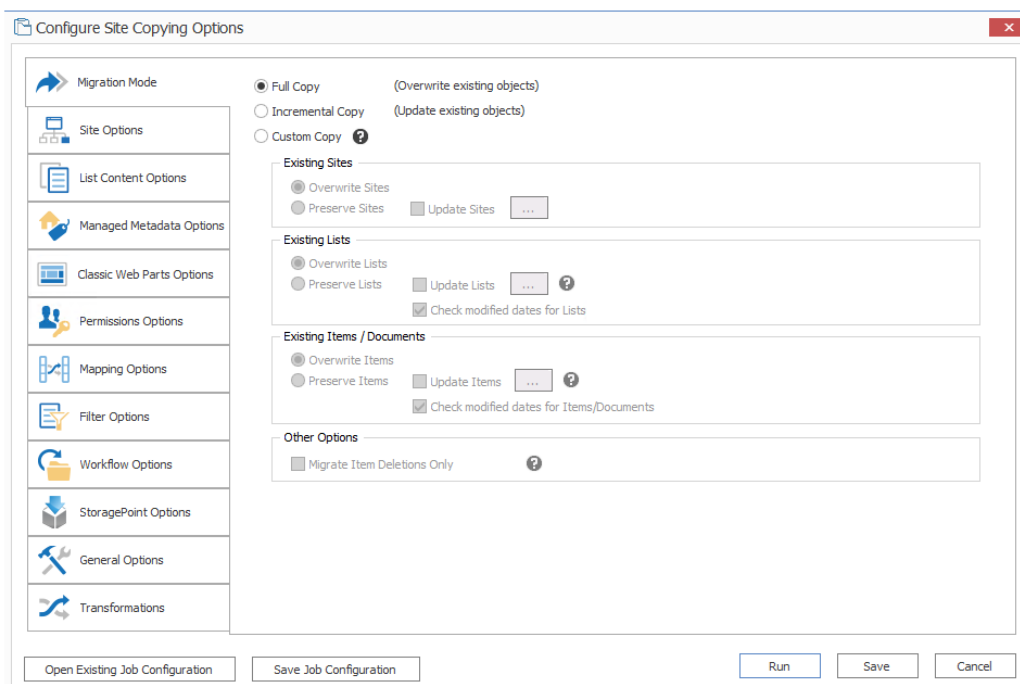 Configure Site Copying Options
Migration Mode
Site Options
List Content Options
Managed Metadata Options
Classic Web Parts Options
Permissions Options
Mapping Options
Filter Options
Workflow Options
StoragePoint Options
General Options
Transformations
Full Copy (Overwrite existing objects)
Incremental Copy (Update existing objects)
Custom Copy ?
Existing Sites
Overwrite Sites
Preserve Sites Update Sites ...
Existing Lists
Overwrite Lists
Preserve Lists Update Lists ... ?
Check modified dates for Lists
Existing Items / Documents
Overwrite Items
Preserve Items Update Items ... ?
Check modified dates for Items/Documents
Other Options
Migrate Item Deletions Only ?
Open Existing Job Configuration Save Job Configuration Run Save Cancel